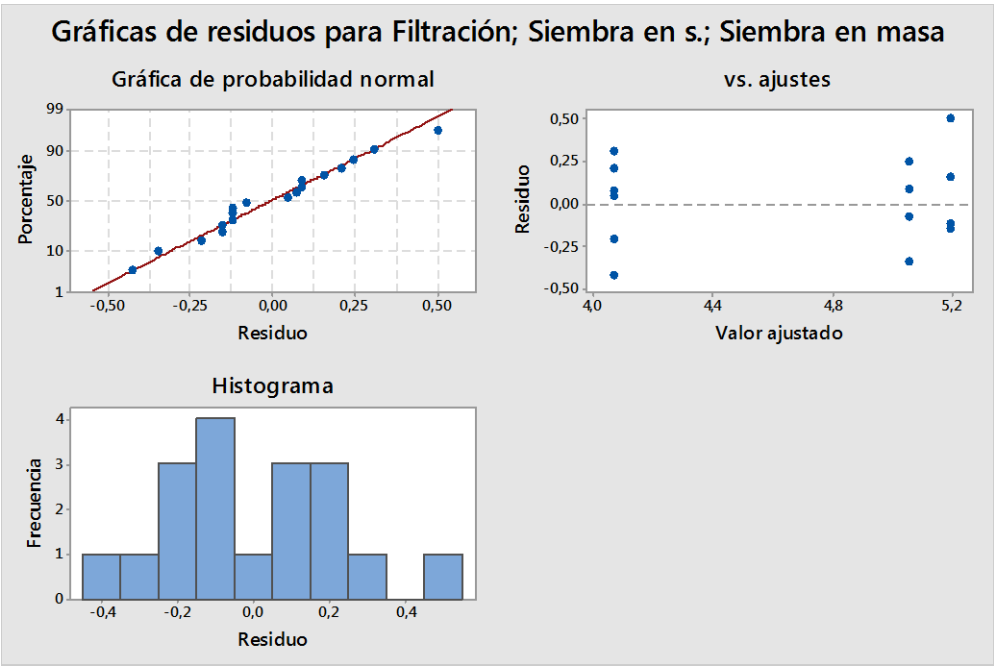 Gráficas de residuos para Filtración; Siembra en s.; Siembra en masa
Gráfica de probabilidad normal
99
90
50
10
1
Porcentaje
-0,50
-0,25
0,00
0,25
0,50
Residuo
vs. ajustes
0,50
0,25
0,00
-0,25
-0,50
Residuo
4,0
4,4
4,8
5,2
Valor ajustado
Histograma
4
3
2
1
0
Frecuencia
-0,4
-0,2
0,0
0,2
0,4
Residuo